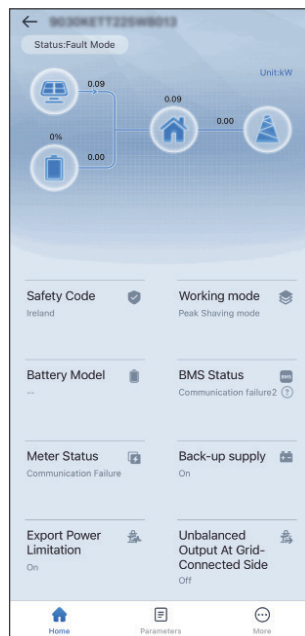 Status:Fault Mode
Unit:kW
0.09
0.09
0%
0.00
0.00
Safety Code
Ireland
Working mode
Peak Shaving mode
Battery Model
--
BMS Status
BMS
Communication failure2 ?
Meter Status
Communication Failure
Back-up supply
On
Export Power
Limitation
On
Unbalanced
Output At Grid-
Connected Side
Off
Home
Parameters
More